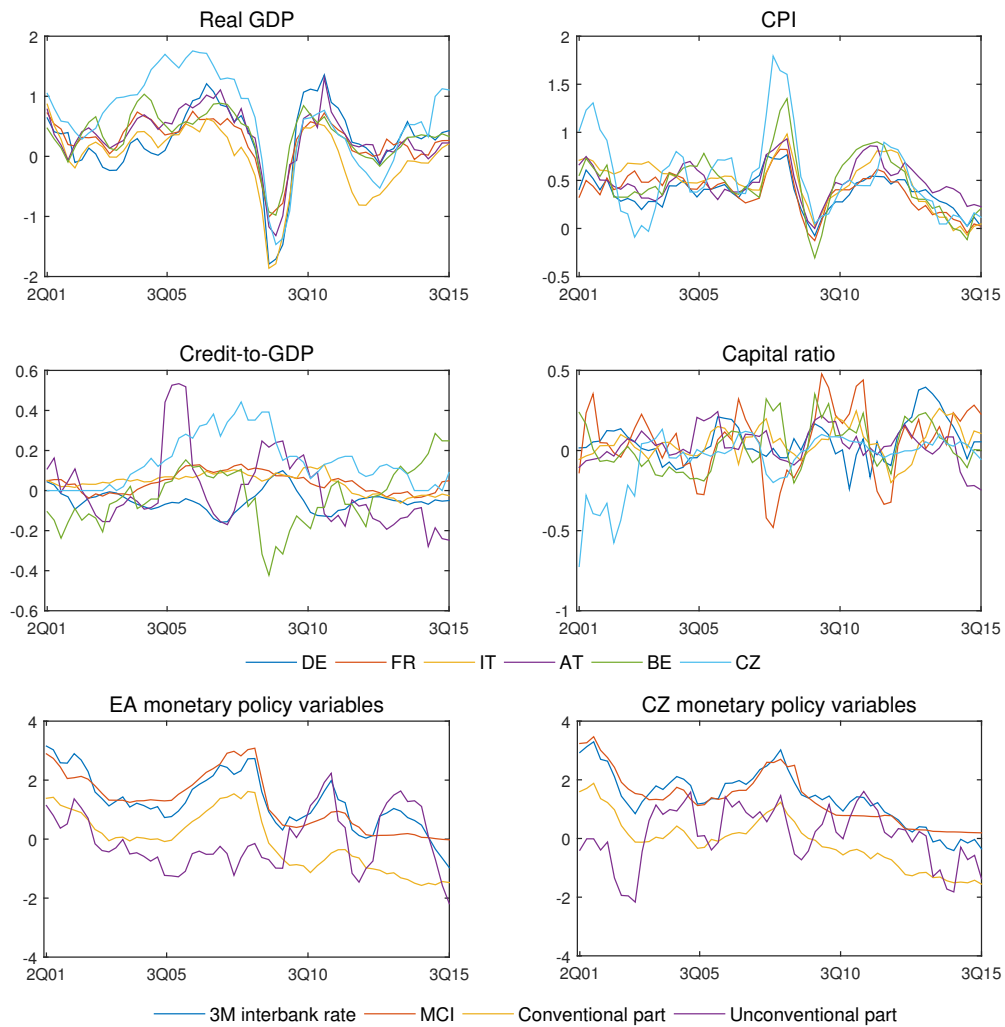 Real GDP
CPI
2
1
0
-1
-2
2Q01
3Q05
3Q10
3Q15
2
1.5
1
0.5
0
-0.5
2Q01
3Q05
3Q10
3Q15
Credit-to-GDP
Capital ratio
0.6
0.4
0.2
0
-0.2
-0.4
-0.6
2Q01
3Q05
3Q10
3Q15
0.5
0
-0.5
-1
2Q01
3Q05
3Q10
3Q15
DE FR IT AT BE CZ
EA monetary policy variables
CZ monetary policy variables
4
2
0
-2
-4
2Q01
3Q05
3Q10
3Q15
4
2
0
-2
-4
2Q01
3Q05
3Q10
3Q15
3M interbank rate MCI Conventional part Unconventional part